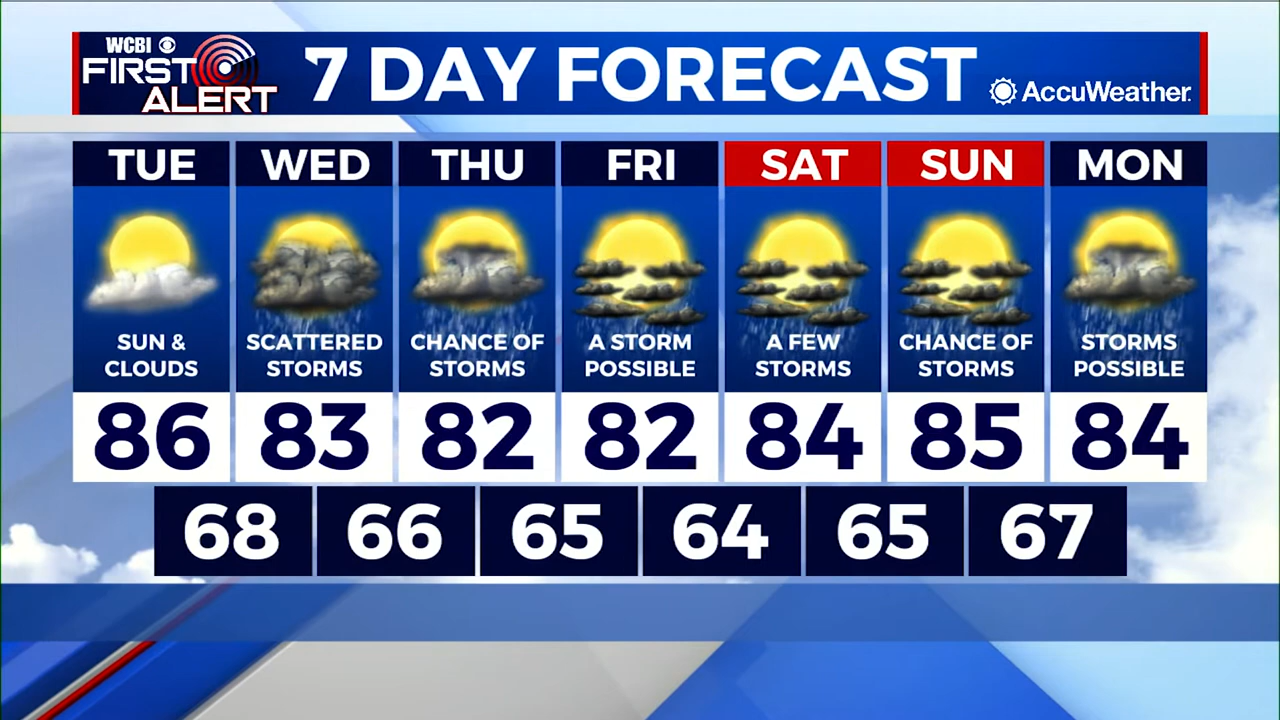 WCBI
FIRST
ALERT
7 DAY FORECAST
AccuWeather.
TUE WED THU FRI SAT SUN MON
SUN & CLOUDS
SCATTERED STORMS
CHANCE OF STORMS
A STORM POSSIBLE
A FEW STORMS
CHANCE OF STORMS
STORMS POSSIBLE
86 83 82 82 84 85 84
68 66 65 64 65 67